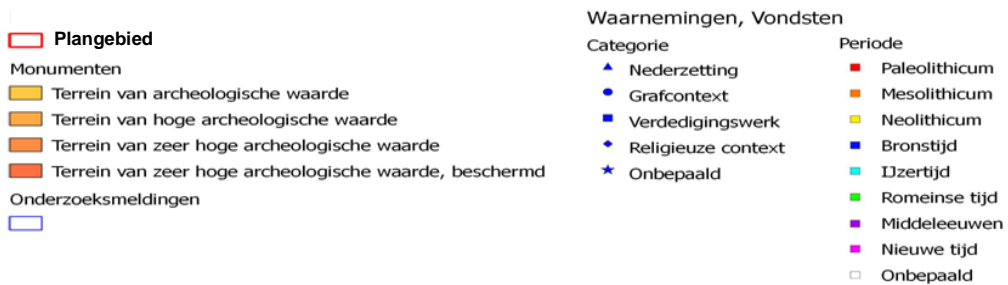 Plangebied
Monumenten
Terrein van archeologische waarde
Terrein van hoge archeologische waarde
Terrein van zeer hoge archeologische waarde
Terrein van zeer hoge archeologische waarde, beschermd
Onderzoeksmeldingen
Waarnemingen, Vondsten
Categorie
Nederzetting
Grafcontext
Verdedigingswerk
Religieuze context
Onbepaald
Periode
Paleolithicum
Mesolithicum
Neolithicum
Bronstijd
IJzertijd
Romeinse tijd
Middeleeuwen
Nieuwe tijd
Onbepaald